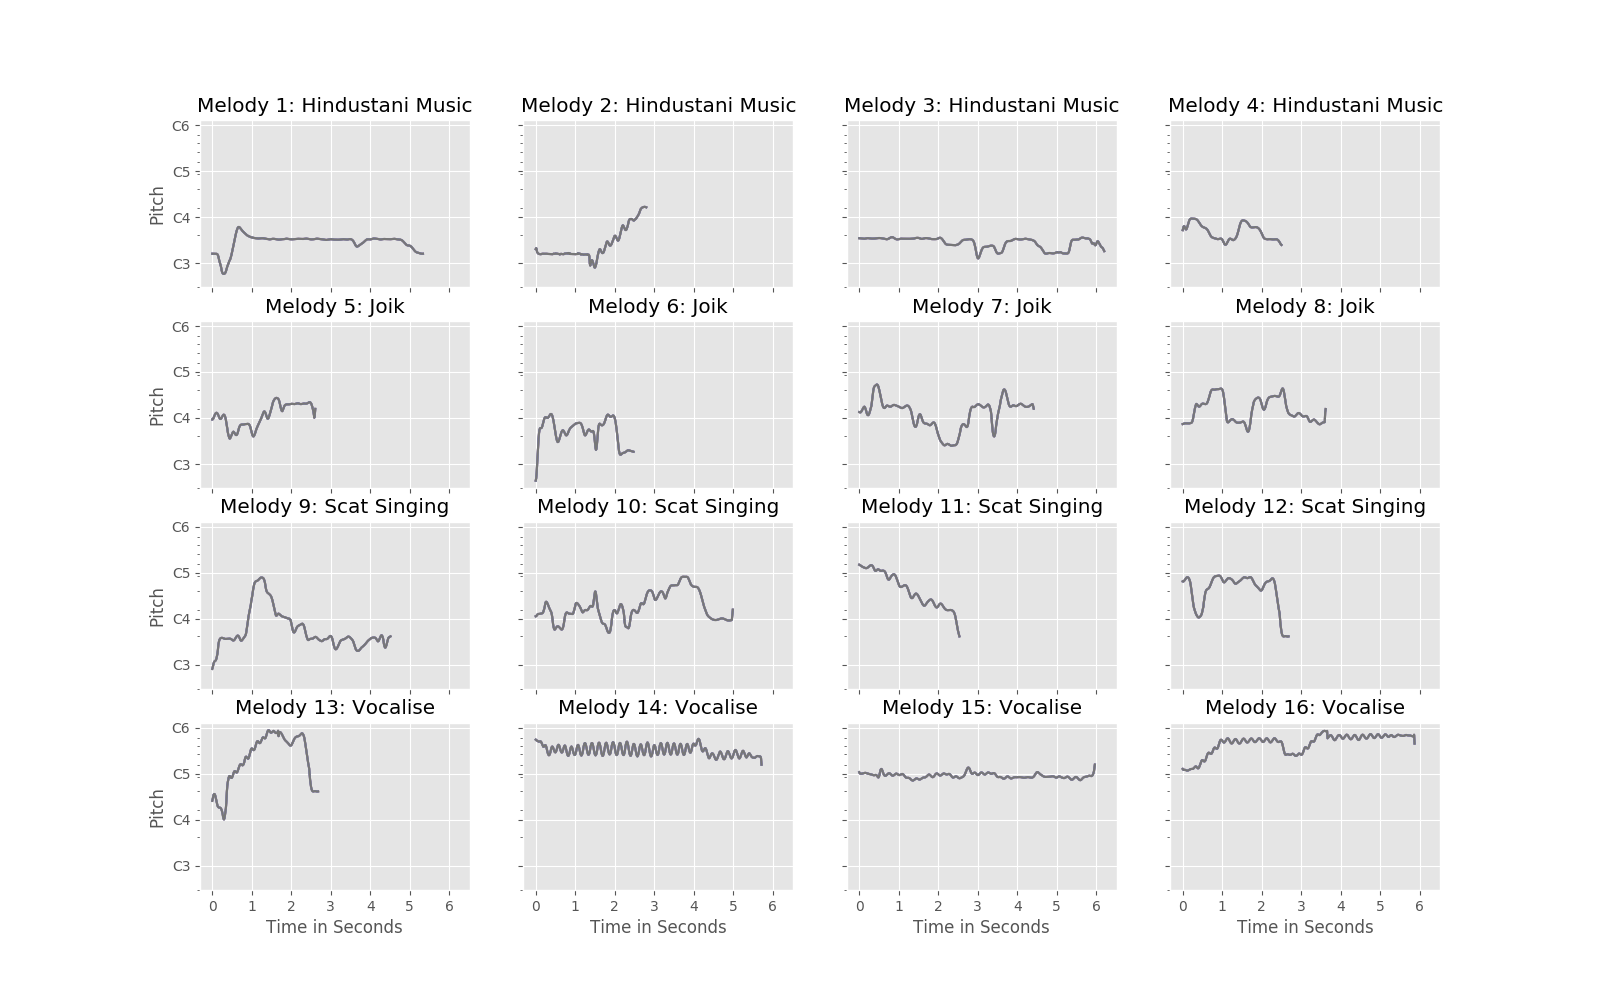 Melody 1: Hindustani Music
Melody 2: Hindustani Music
Melody 3: Hindustani Music
Melody 4: Hindustani Music
C6
C5
C4
C3
Pitch
Melody 5: Joik
Melody 6: Joik
Melody 7: Joik
Melody 8: Joik
C6
C5
C4
C3
Pitch
Melody 9: Scat Singing
Melody 10: Scat Singing
Melody 11: Scat Singing
Melody 12: Scat Singing
C6
C5
C4
C3
Pitch
Melody 13: Vocalise
Melody 14: Vocalise
Melody 15: Vocalise
Melody 16: Vocalise
C6
C5
C4
C3
Pitch
0 1 2 3 4 5 6
0 1 2 3 4 5 6
0 1 2 3 4 5 6
0 1 2 3 4 5 6
Time in Seconds
Time in Seconds
Time in Seconds
Time in Seconds